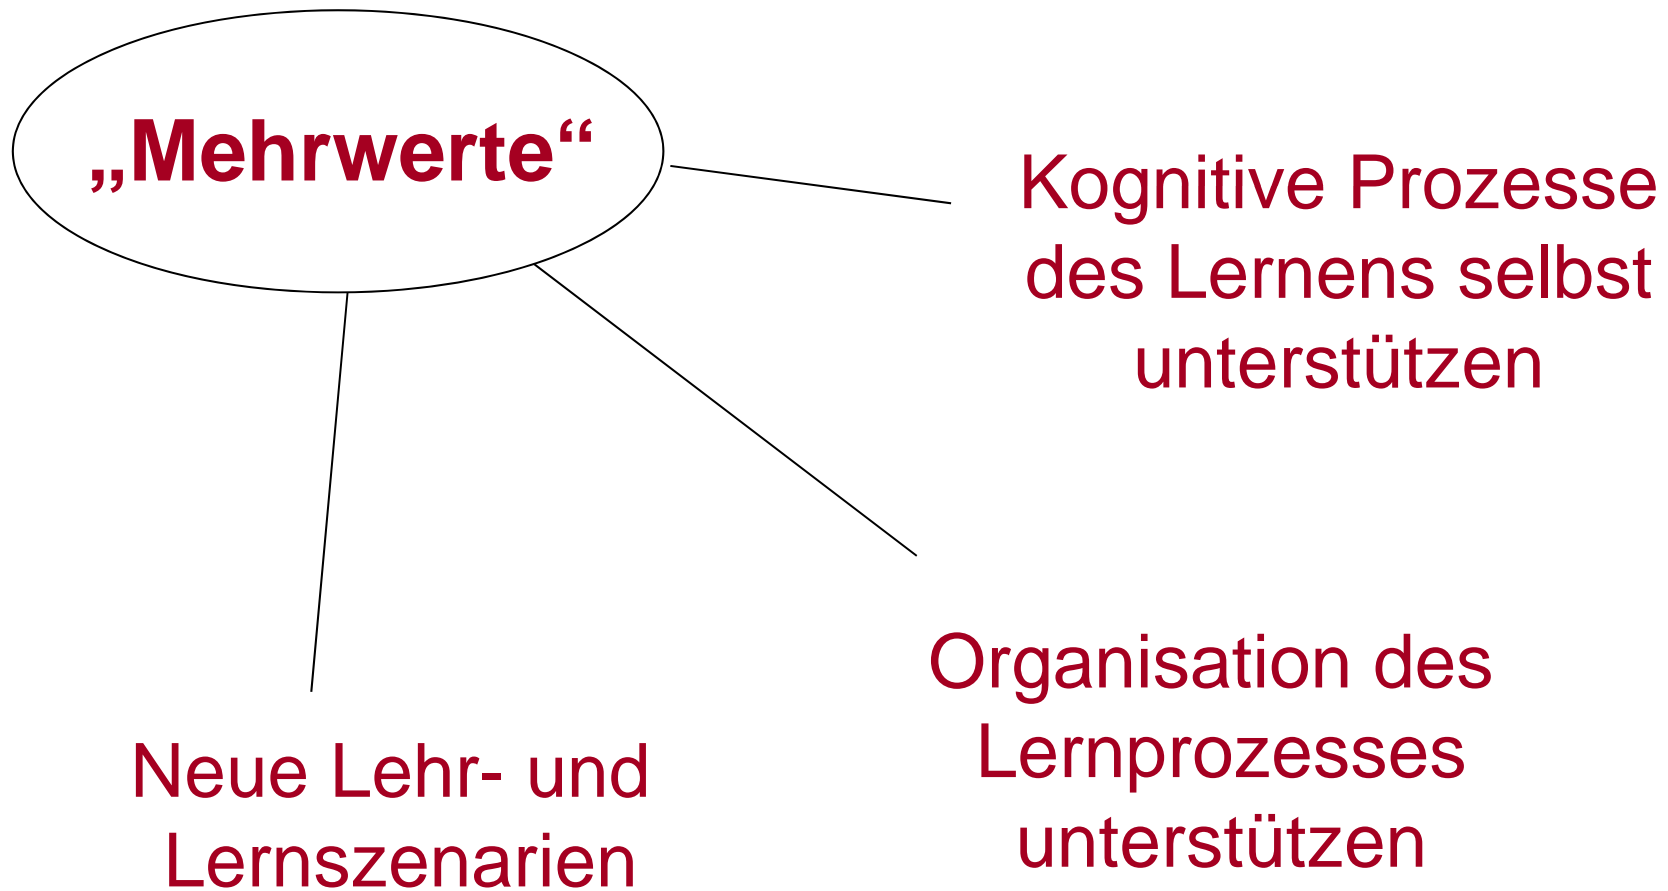 „Mehrwerte“
Kognitive Prozesse
des Lernens selbst
unterstützen
Organisation des
Lernprozesses
unterstützen
Neue Lehr- und
Lernszenarien